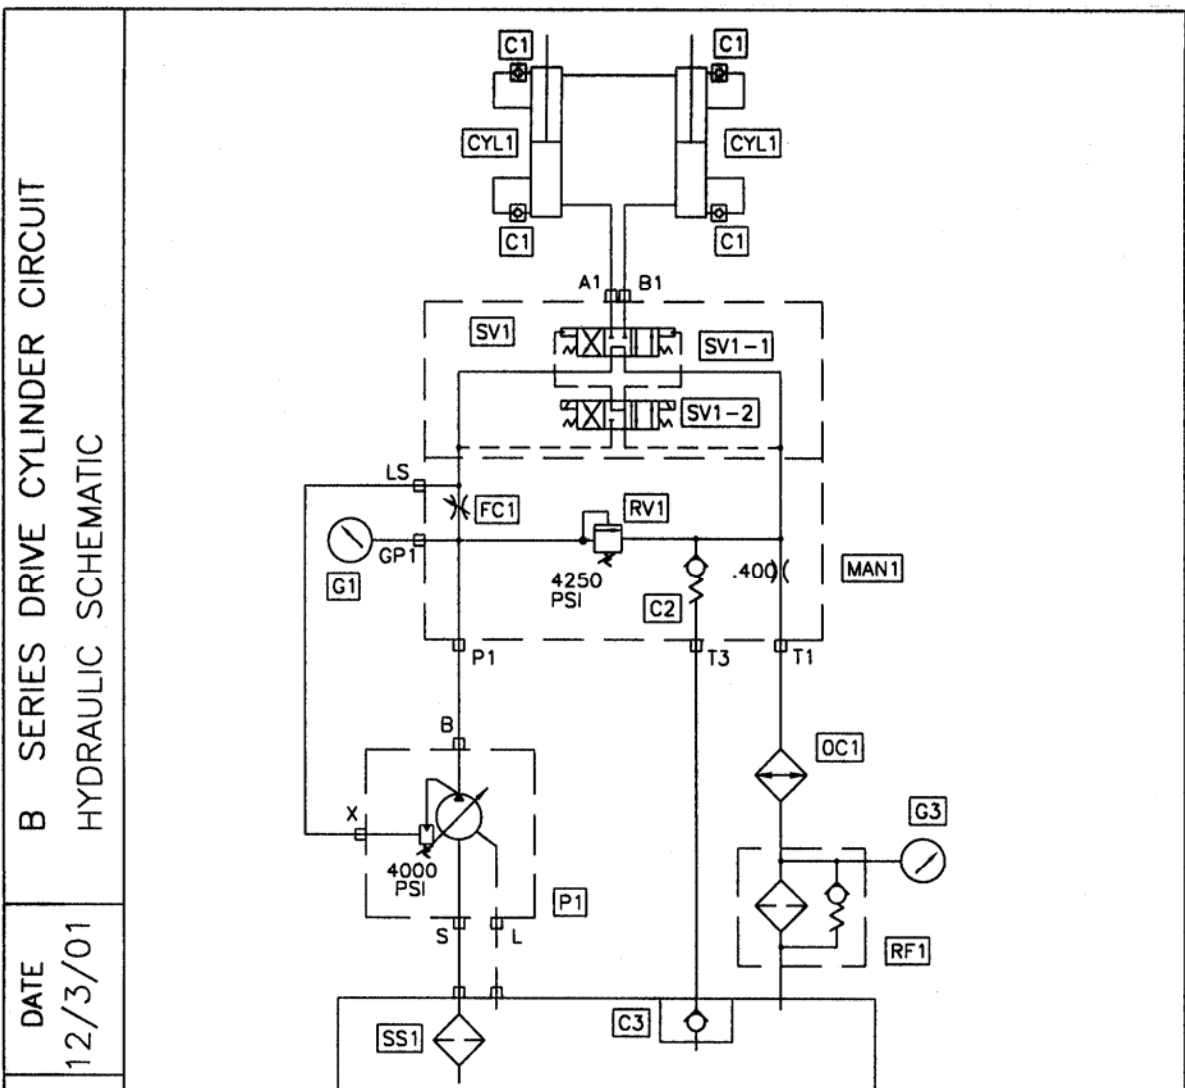 B SERIES DRIVE CYLINDER CIRCUIT
HYDRAULIC SCHEMATIC
DATE
12/3/01
C1
C1
CYL1
CYL1
C1
C1
A1
B1
SV1
SV1-1
SV1-2
LS
FC1
RV1
GP1
G1
4250
PSI
.400
MAN1
C2
P1
T3
T1
B
OC1
X
G3
4000
PSI
P1
S
L
RF1
C3
SS1